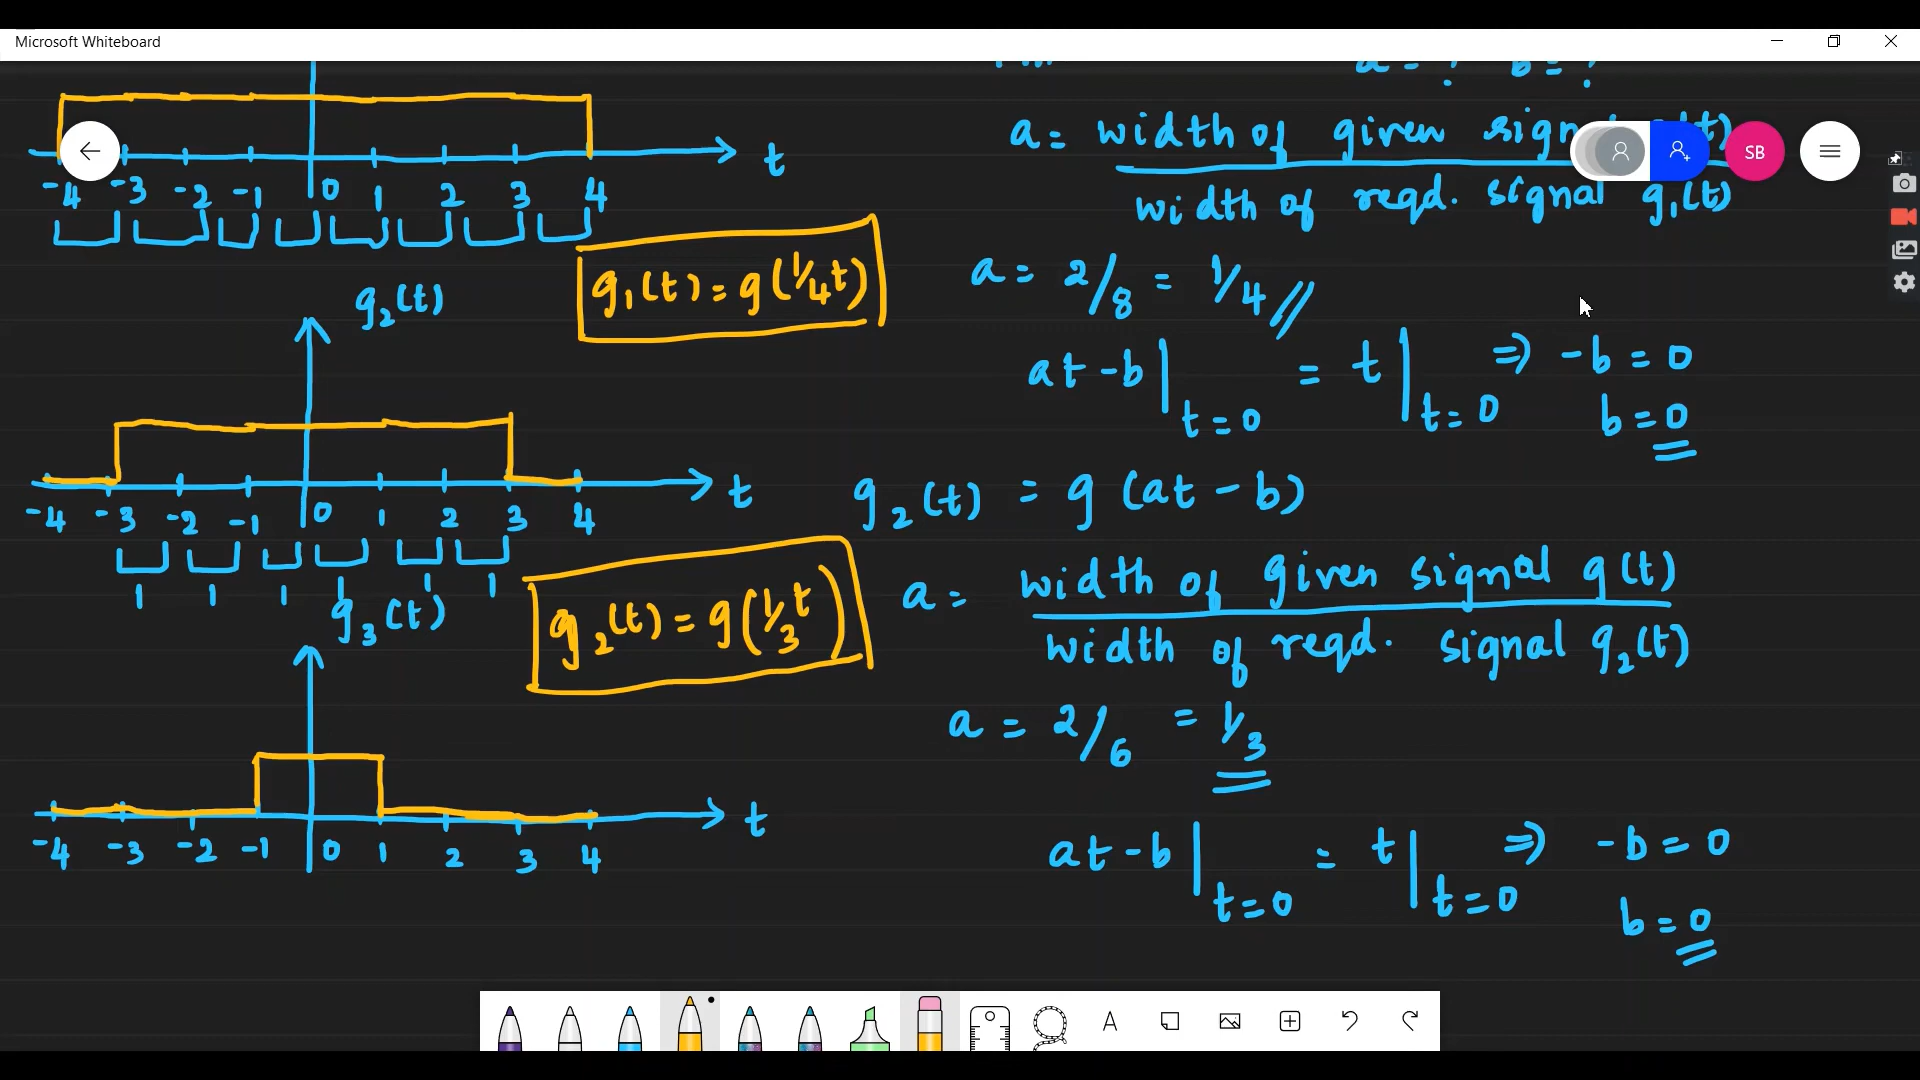 Microsoft Whiteboard
a = ? b = ?
t
-4 -3 -2 -1 0 1 2 3 4
a = width of given
width of reqd. signal g₁(t)
SB
g₁(t) = g(1/4t)
a = 2/8 = 1/4 //
at - b | t = 0 = t | t = 0 ⇒ -b = 0
b = 0
g₂(t)
t
-4 -3 -2 -1 0 1 2 3 4
1 1 1 1 1 1
g₂(t) = g(1/3t)
g₂(t) = g(at - b)
a = width of given signal g(t)
width of reqd. signal g₂(t)
a = 2/6 = 1/3
at - b | t = 0 = t | t = 0 ⇒ -b = 0
b = 0
g₃(t)
t
-4 -3 -2 -1 0 1 2 3 4